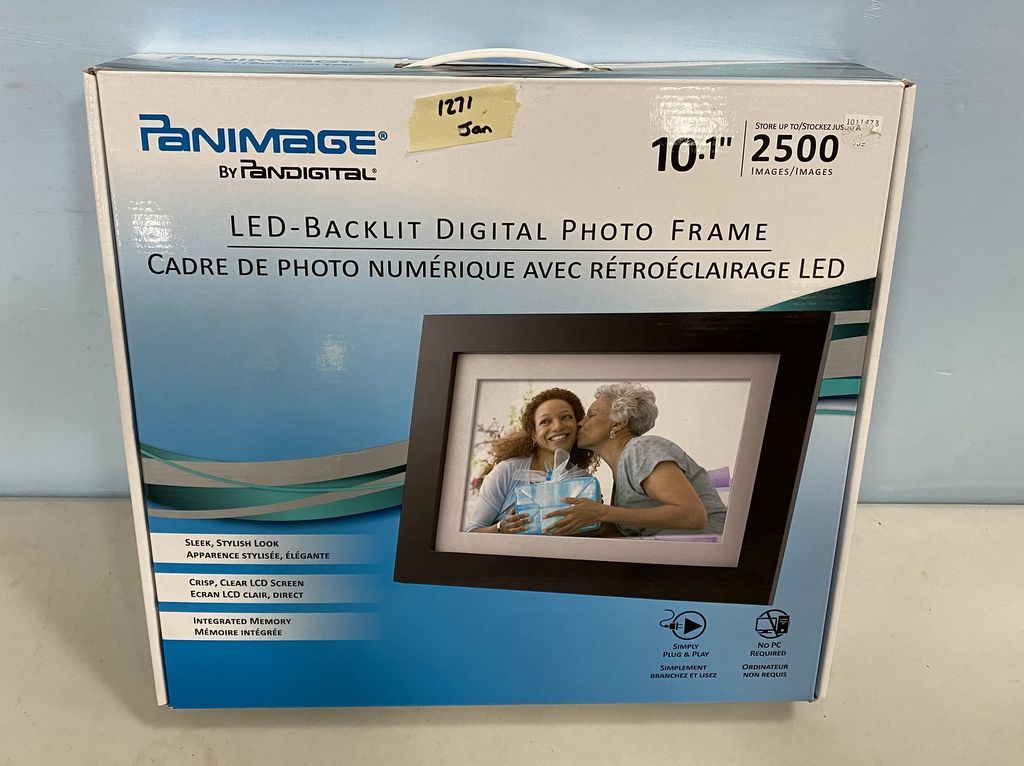 PANIMAGE®
BY PANDIGITAL®
1271
Jan
10.1"
STORE UP TO/STOCKEZ
2500
IMAGES/IMAGES
1011473
LED-BACKLIT DIGITAL PHOTO FRAME
CADRE DE PHOTO NUMÉRIQUE AVEC RÉTROÉCLAIRAGE LED
SLEEK, STYLISH LOOK
APPARENCE STYLISÉE, ÉLÉGANTE
CRISP, CLEAR LCD SCREEN
ECRAN LCD CLAIR, DIRECT
INTEGRATED MEMORY
MÉMOIRE INTÉGRÉE
SIMPLY
PLUG & PLAY
SIMPLEMENT
BRANCHEZ ET LISEZ
NO PC
REQUIRED
ORDINATEUR
NON REQUIS